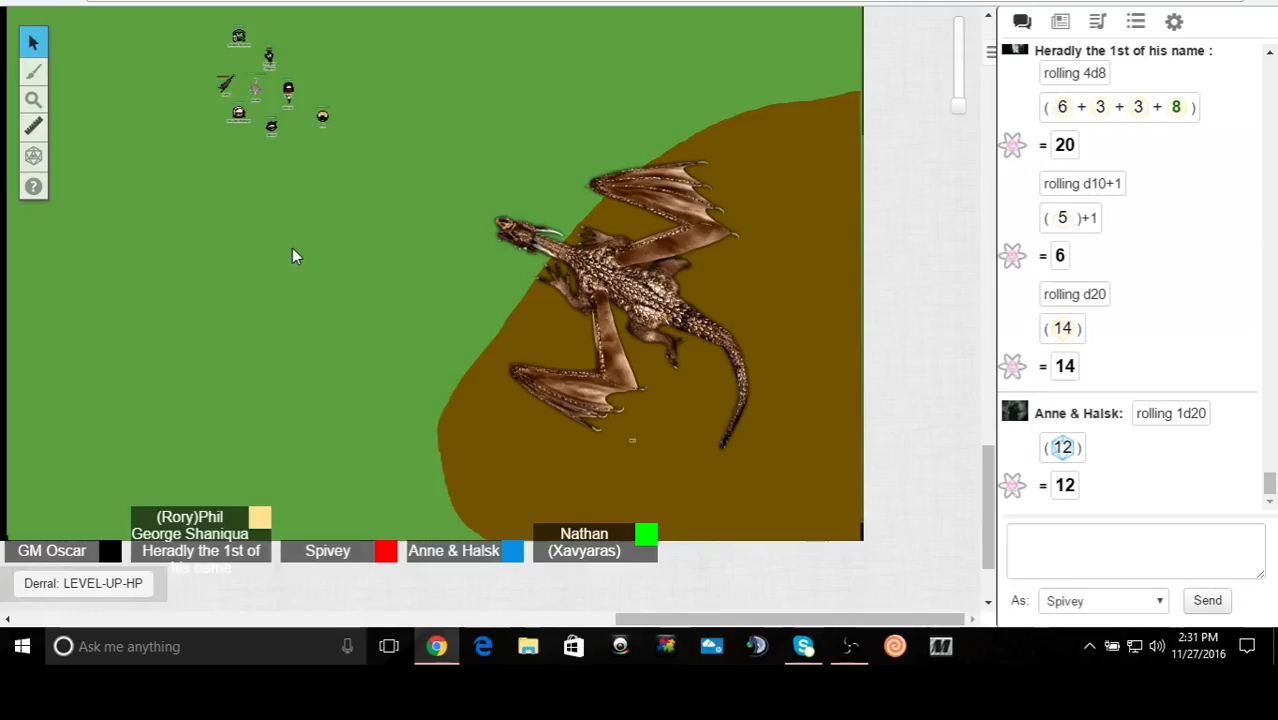 Heradly the 1st of his name :
rolling 4d8
( 6 + 3 + 3 + 8 )
= 20
rolling d10+1
( 5 )+1
= 6
rolling d20
( 14 )
= 14
Anne & Halsk: rolling 1d20
( 12 )
= 12
As: Spivey Send
(Rory)Phil
George Shaniqua
Heradly the 1st of
his name
GM Oscar
Spivey
Anne & Halsk
Nathan
(Xavyaras)
Derral: LEVEL-UP-HP
Ask me anything
2:31 PM
11/27/2016